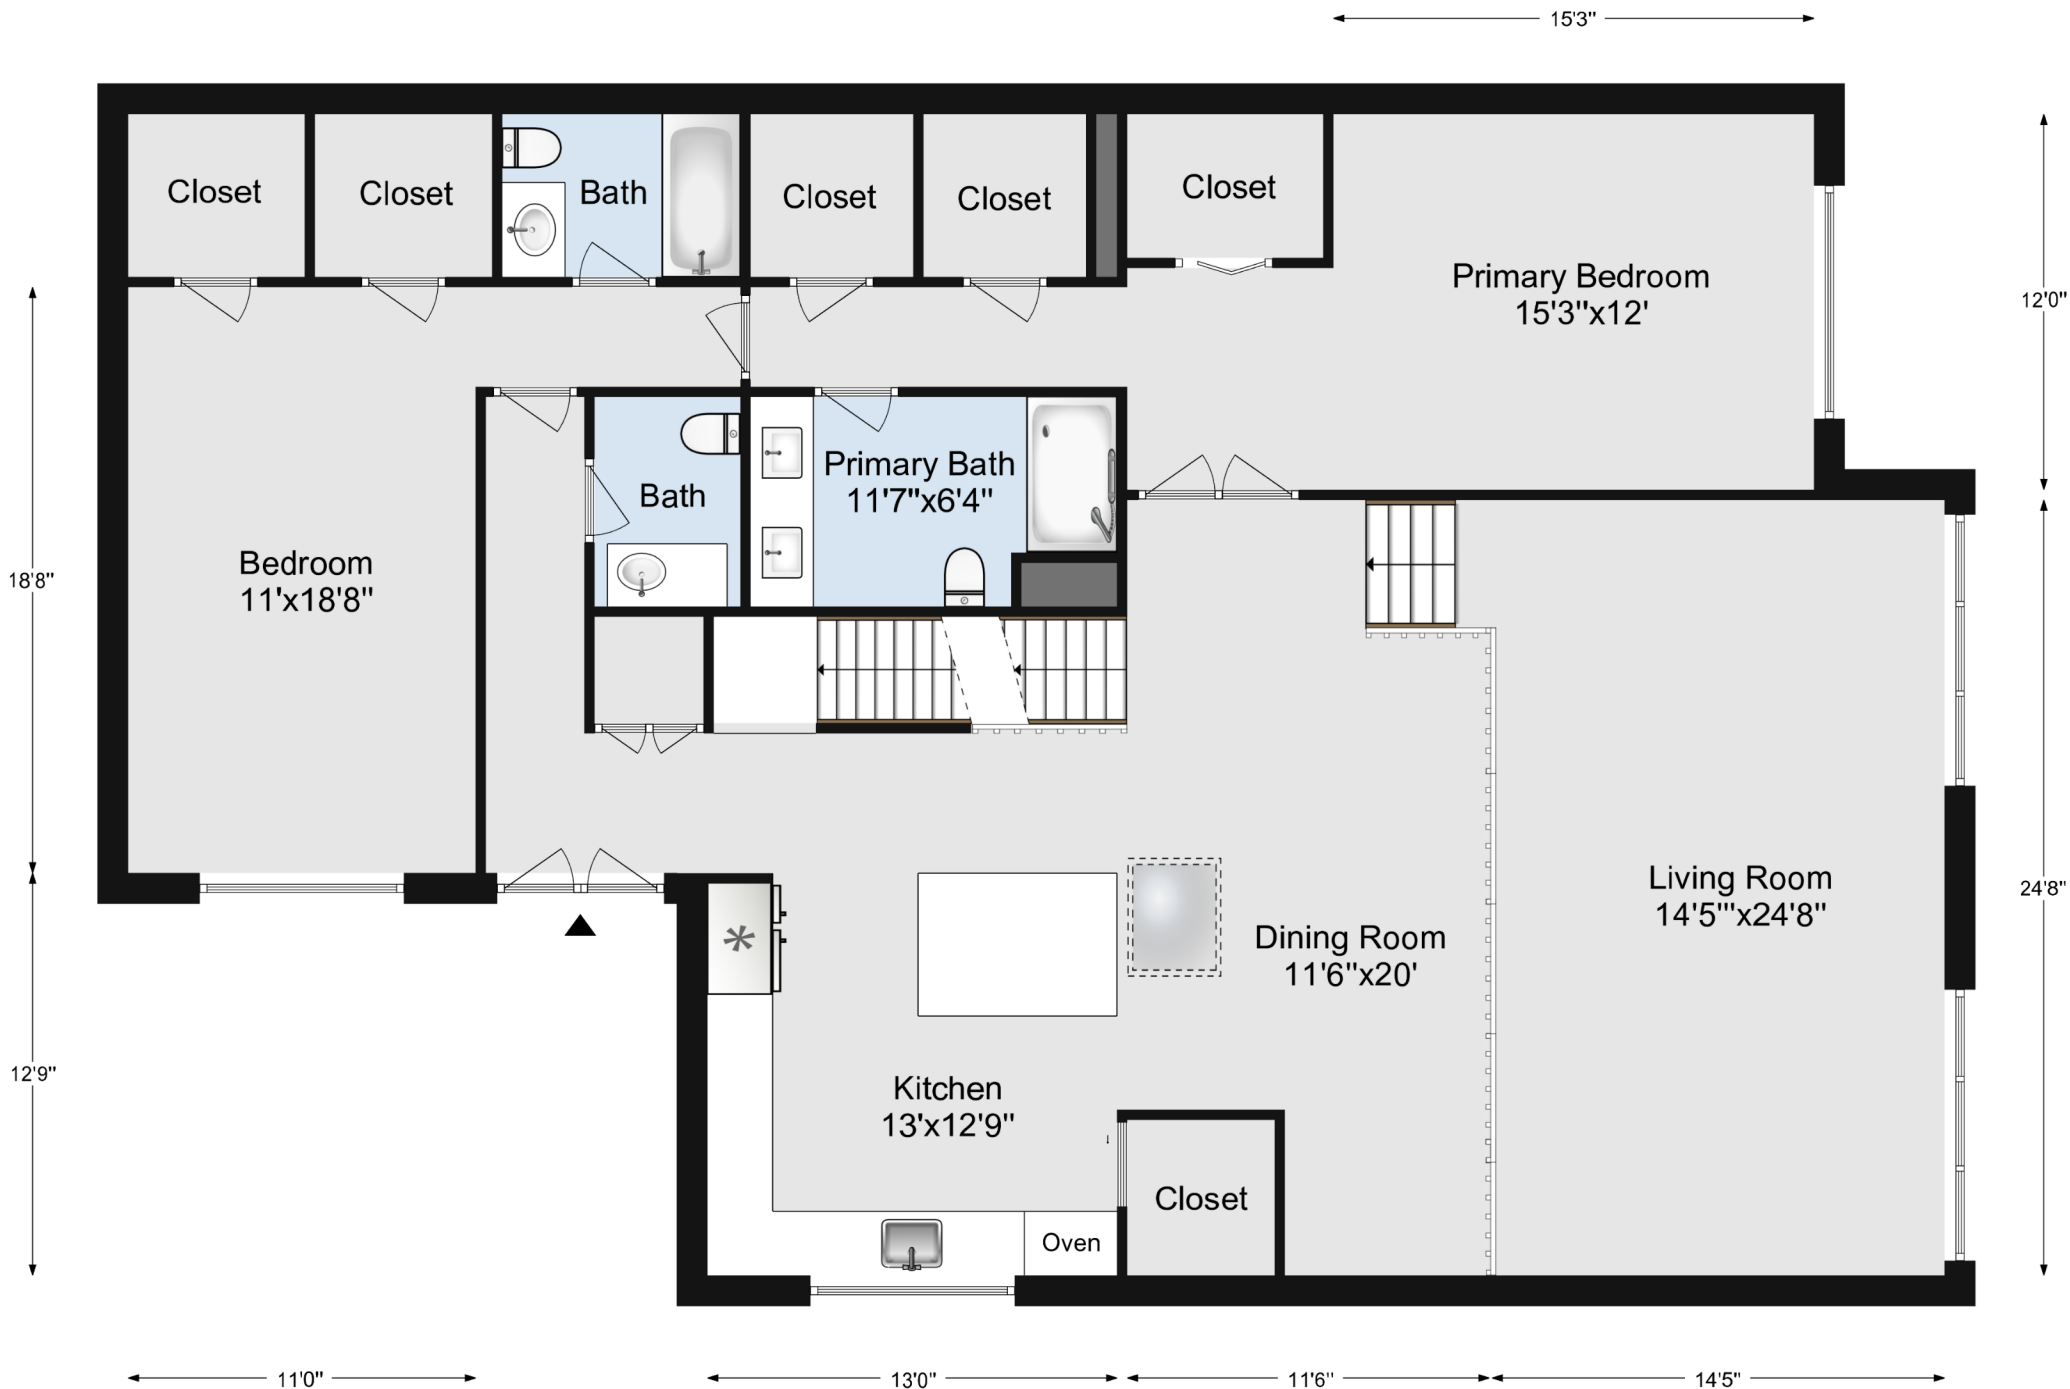 15'3"
Closet
Closet
Bath
Closet
Closet
Closet
Primary Bedroom
15'3"x12'
12'0"
Primary Bath
11'7"x6'4"
Bath
Bedroom
11'x18'8"
18'8"
Living Room
14'5'"x24'8"
24'8"
Dining Room
11'6"x20'
12'9"
Kitchen
13'x12'9"
Closet
Oven
11'0"
13'0"
11'6"
14'5"